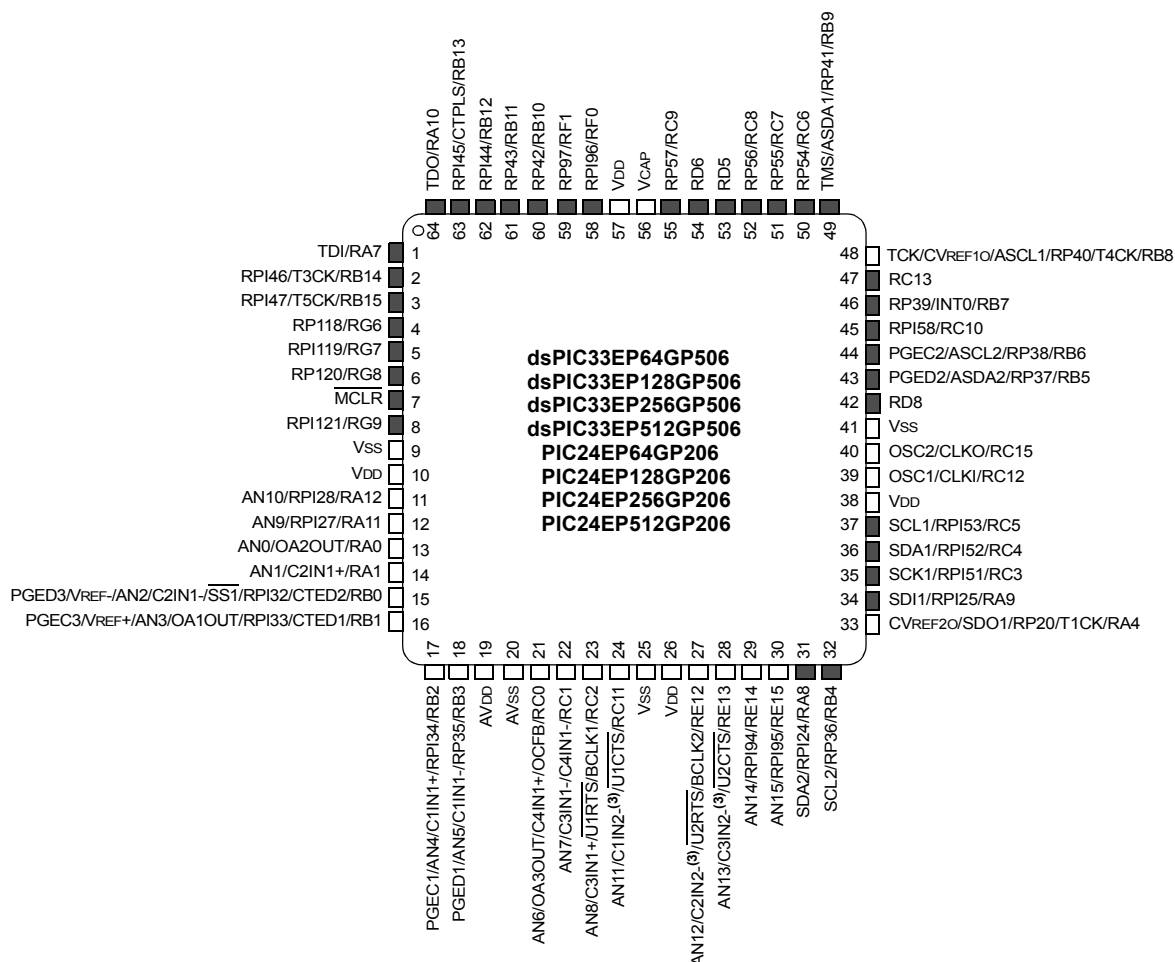 TDO/RA10
RPI45/CTPLS/RB13
RPI44/RB12
RP43/RB11
RP42/RB10
RP97/RF1
RPI96/RF0
VDD
VCAP
RP57/RC9
RD6
RD5
RP56/RC8
RP55/RC7
RP54/RC6
TMS/ASDA1/RP41/RB9
64
63
62
61
60
59
58
57
56
55
54
53
52
51
50
49
TDI/RA7 1
RPI46/T3CK/RB14 2
RPI47/T5CK/RB15 3
RP118/RG6 4
RPI119/RG7 5
RP120/RG8 6
MCLR 7
RPI121/RG9 8
VSS 9
VDD 10
AN10/RPI28/RA12 11
AN9/RPI27/RA11 12
AN0/OA2OUT/RA0 13
AN1/C2IN1+/RA1 14
PGED3/VREF-/AN2/C2IN1-/SS1/RPI32/CTED2/RB0 15
PGEC3/VREF+/AN3/OA1OUT/RPI33/CTED1/RB1 16
dsPIC33EP64GP506
dsPIC33EP128GP506
dsPIC33EP256GP506
dsPIC33EP512GP506
PIC24EP64GP206
PIC24EP128GP206
PIC24EP256GP206
PIC24EP512GP206
48 TCK/CVREF1O/ASCL1/RP40/T4CK/RB8
47 RC13
46 RP39/INT0/RB7
45 RPI58/RC10
44 PGEC2/ASCL2/RP38/RB6
43 PGED2/ASDA2/RP37/RB5
42 RD8
41 VSS
40 OSC2/CLKO/RC15
39 OSC1/CLKI/RC12
38 VDD
37 SCL1/RPI53/RC5
36 SDA1/RPI52/RC4
35 SCK1/RPI51/RC3
34 SDI1/RPI25/RA9
33 CVREF2O/SDO1/RP20/T1CK/RA4
17
18
19
20
21
22
23
24
25
26
27
28
29
30
31
32
PGEC1/AN4/C1IN1+/RPI34/RB2
PGED1/AN5/C1IN1-/RP35/RB3
AVDD
AVSS
AN6/OA3OUT/C4IN1+/OCFB/RC0
AN7/C3IN1-/C4IN1-/RC1
AN8/C3IN1+/U1RTS/BCLK1/RC2
AN11/C1IN2-(3)/U1CTS/RC11
VSS
VDD
AN12/C2IN2-(3)/U2RTS/BCLK2/RE12
AN13/C3IN2-(3)/U2CTS/RE13
AN14/RPI94/RE14
AN15/RPI95/RE15
SDA2/RPI24/RA8
SCL2/RP36/RB4